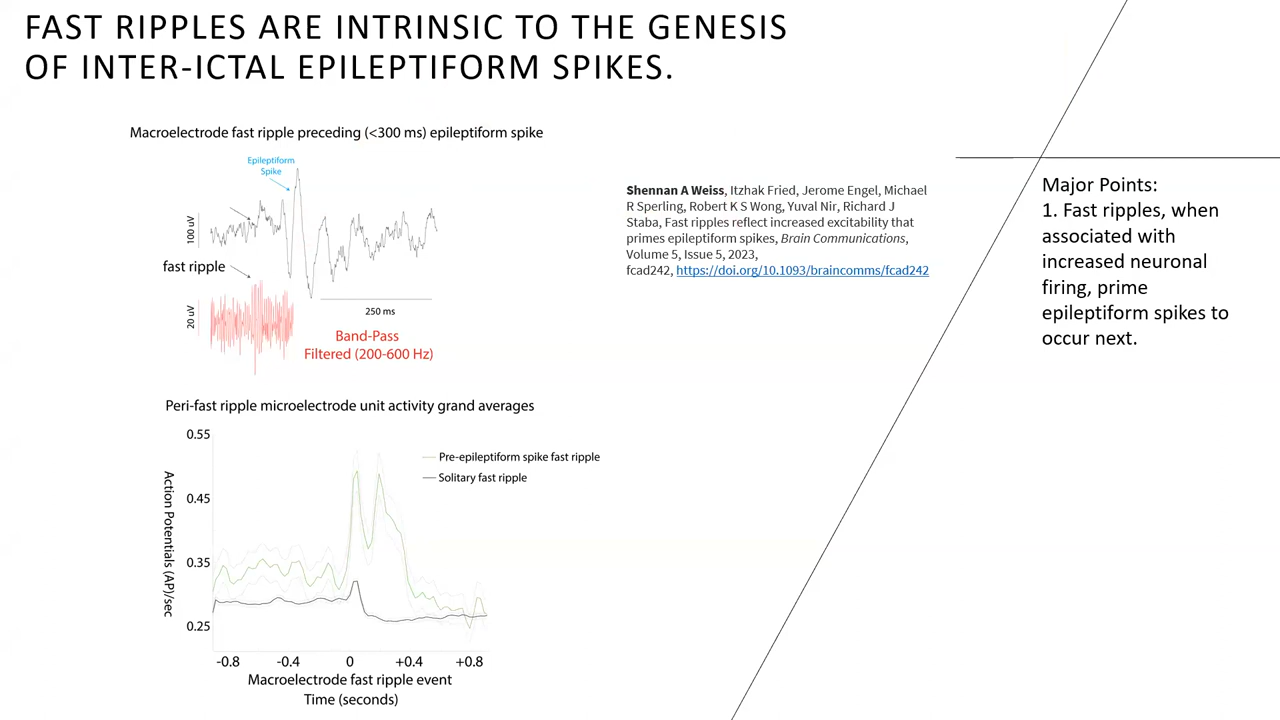 FAST RIPPLES ARE INTRINSIC TO THE GENESIS
OF INTER-ICTAL EPILEPTIFORM SPIKES.
Macroelectrode fast ripple preceding (<300 ms) epileptiform spike
Epileptiform
Spike
100 uV
fast ripple
20 uV
250 ms
Band-Pass
Filtered (200-600 Hz)
Shennan A Weiss, Itzhak Fried, Jerome Engel, Michael
R Sperling, Robert K S Wong, Yuval Nir, Richard J
Staba, Fast ripples reflect increased excitability that
primes epileptiform spikes, Brain Communications,
Volume 5, Issue 5, 2023,
fcad242, https://doi.org/10.1093/braincomms/fcad242
Major Points:
1. Fast ripples, when
associated with
increased neuronal
firing, prime
epileptiform spikes to
occur next.
Peri-fast ripple microelectrode unit activity grand averages
Pre-epileptiform spike fast ripple
Solitary fast ripple
Action Potentials (AP)/sec
0.55
0.45
0.35
0.25
-0.8 -0.4 0 +0.4 +0.8
Macroelectrode fast ripple event
Time (seconds)